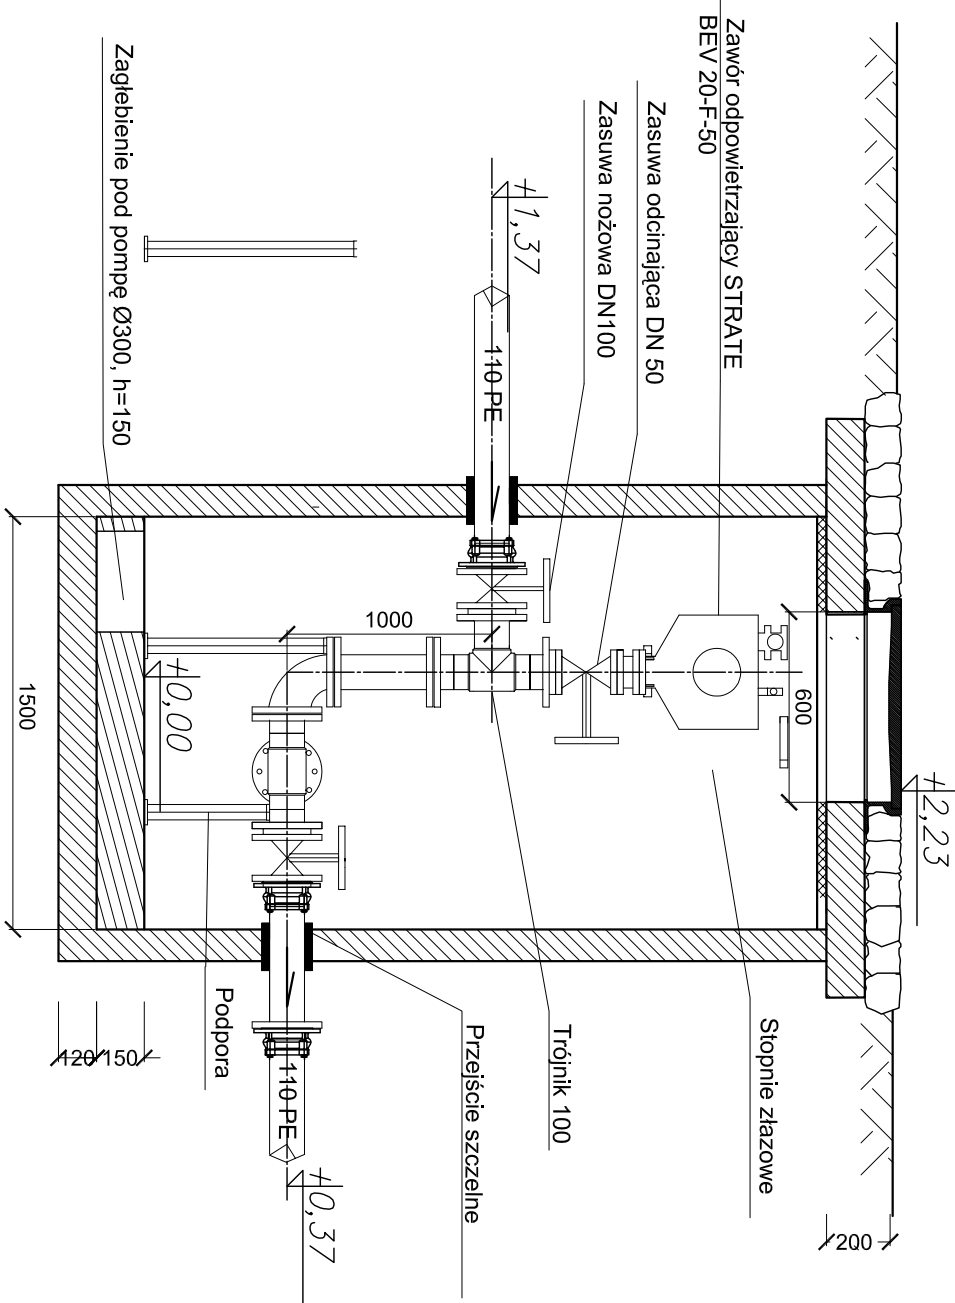 Zawór odpowietrzający STRATE
BEV 20-F-50
Zasuwa odcinająca DN 50
Zasuwa nożowa DN100
+1,37
110 PE
Zagłebienie pod pompę Ø300, h=150
1000
600
+2,23
+0,00
1500
120
150
Podpora
110 PE
+0,37
Przejście szczelne
Trójnik 100
Stopnie złazowe
200